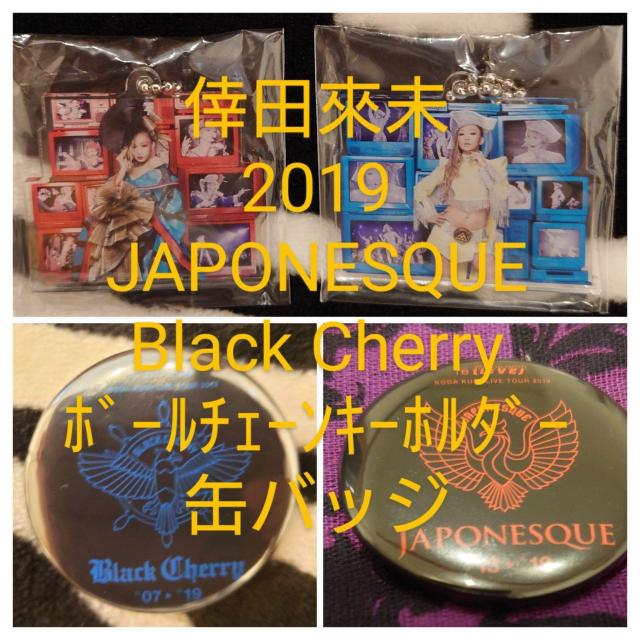 倖田來未
2019
JAPONESQUE
Black Cherry
ﾎﾞｰﾙﾁｪｰﾝｷｰﾎﾙﾀﾞｰ
缶バッジ
Black Cherry
"07▸"19
KODA KUMI LIVE TOUR 2019
JAPONESQUE